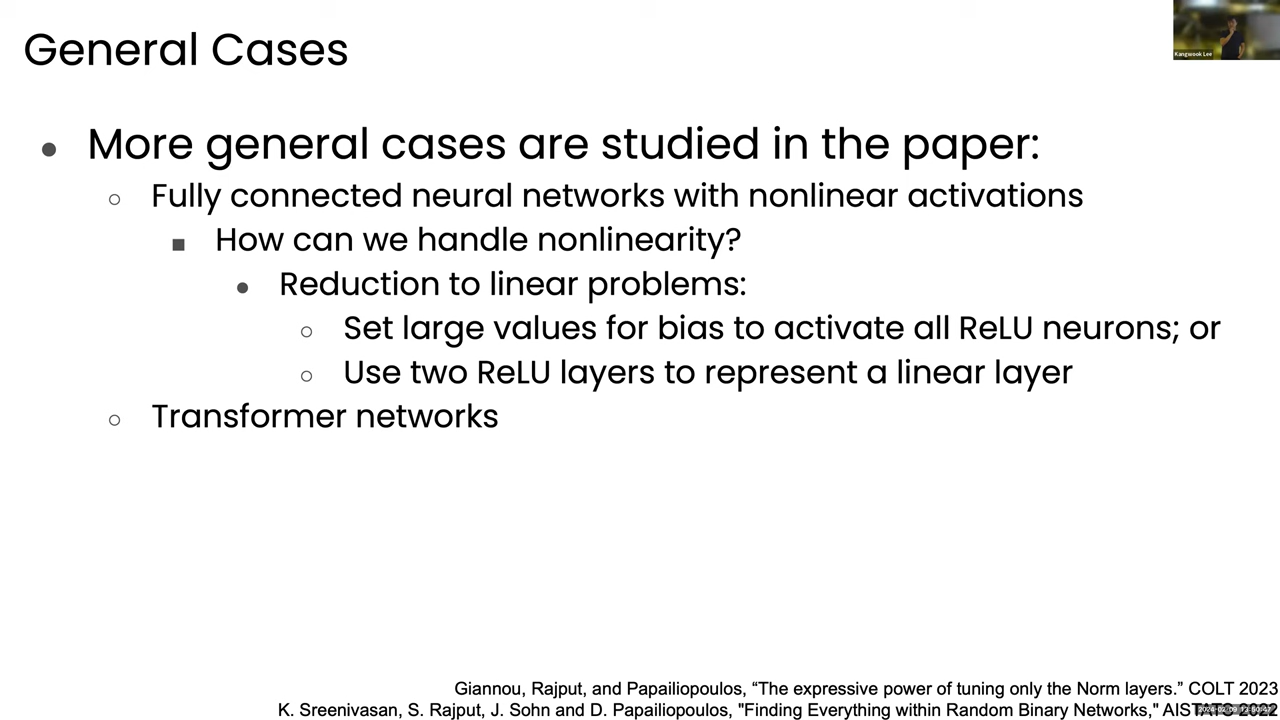 General Cases
Kangwook Lee
More general cases are studied in the paper:
Fully connected neural networks with nonlinear activations
How can we handle nonlinearity?
Reduction to linear problems:
Set large values for bias to activate all ReLU neurons; or
Use two ReLU layers to represent a linear layer
Transformer networks
Giannou, Rajput, and Papailiopoulos, “The expressive power of tuning only the Norm layers.” COLT 2023
K. Sreenivasan, S. Rajput, J. Sohn and D. Papailiopoulos, "Finding Everything within Random Binary Networks,"